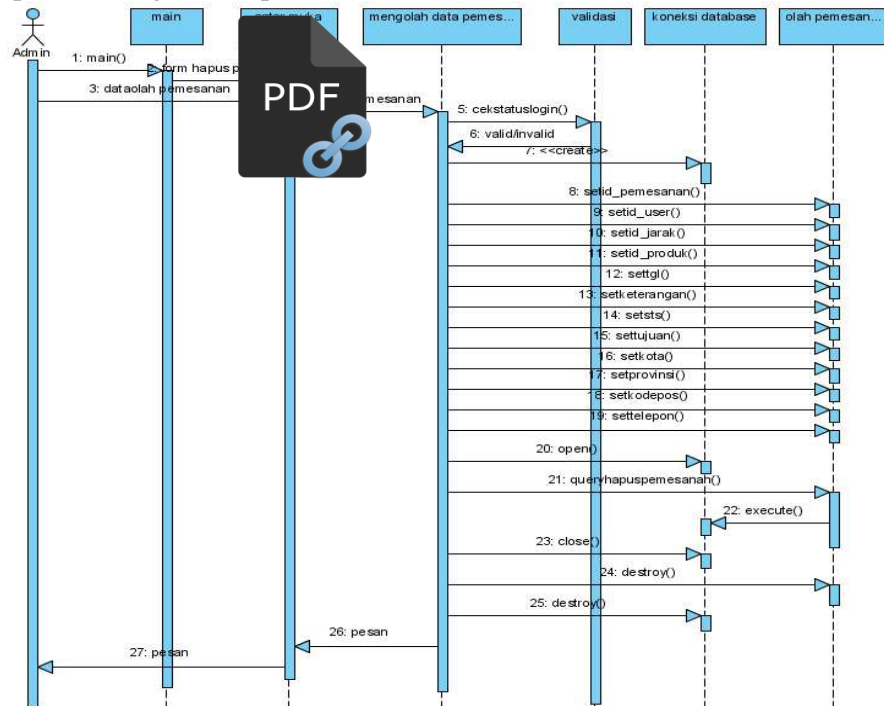 main
mengolah data pemes...
validasi
koneksi database
olah pemesan...
Admin
1: main()
form hapus p
3: dataolah pemesanan
mesanan
PDF
5: cekstatuslogin()
6: valid/invalid
7: <<create>>
8: setid_pemesanan()
9: setid_user()
10: setid_jarak()
11: setid_produk()
12: settgl()
13: setketerangan()
14: setsts()
15: settujuan()
16: setkota()
17: setprovinsi()
18: setkodepos()
19: settelepon()
20: open()
21: queryhapuspemesanan()
22: execute()
23: close()
24: destroy()
25: destroy()
26: pesan
27: pesan